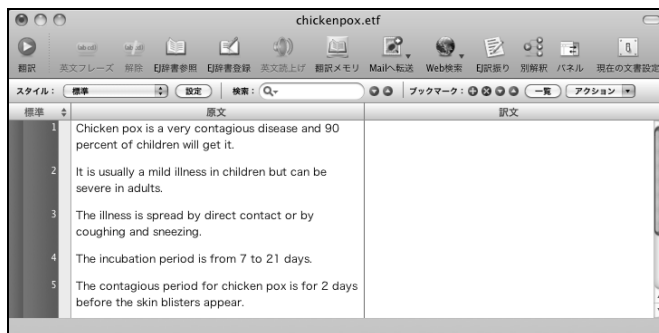 chickenpox.etf
翻訳 英文フレーズ 解除 EJ辞書参照 EJ辞書登録 英文読上げ 翻訳メモリ Mailへ転送 Web検索 EJ訳振り 別解釈 パネル 現在の文書設定
スタイル： 標準 設定 検索： ブックマーク： 一覧 アクション
標準 原文 訳文
1 Chicken pox is a very contagious disease and 90
percent of children will get it.
2 It is usually a mild illness in children but can be
severe in adults.
3 The illness is spread by direct contact or by
coughing and sneezing.
4 The incubation period is from 7 to 21 days.
5 The contagious period for chicken pox is for 2 days
before the skin blisters appear.